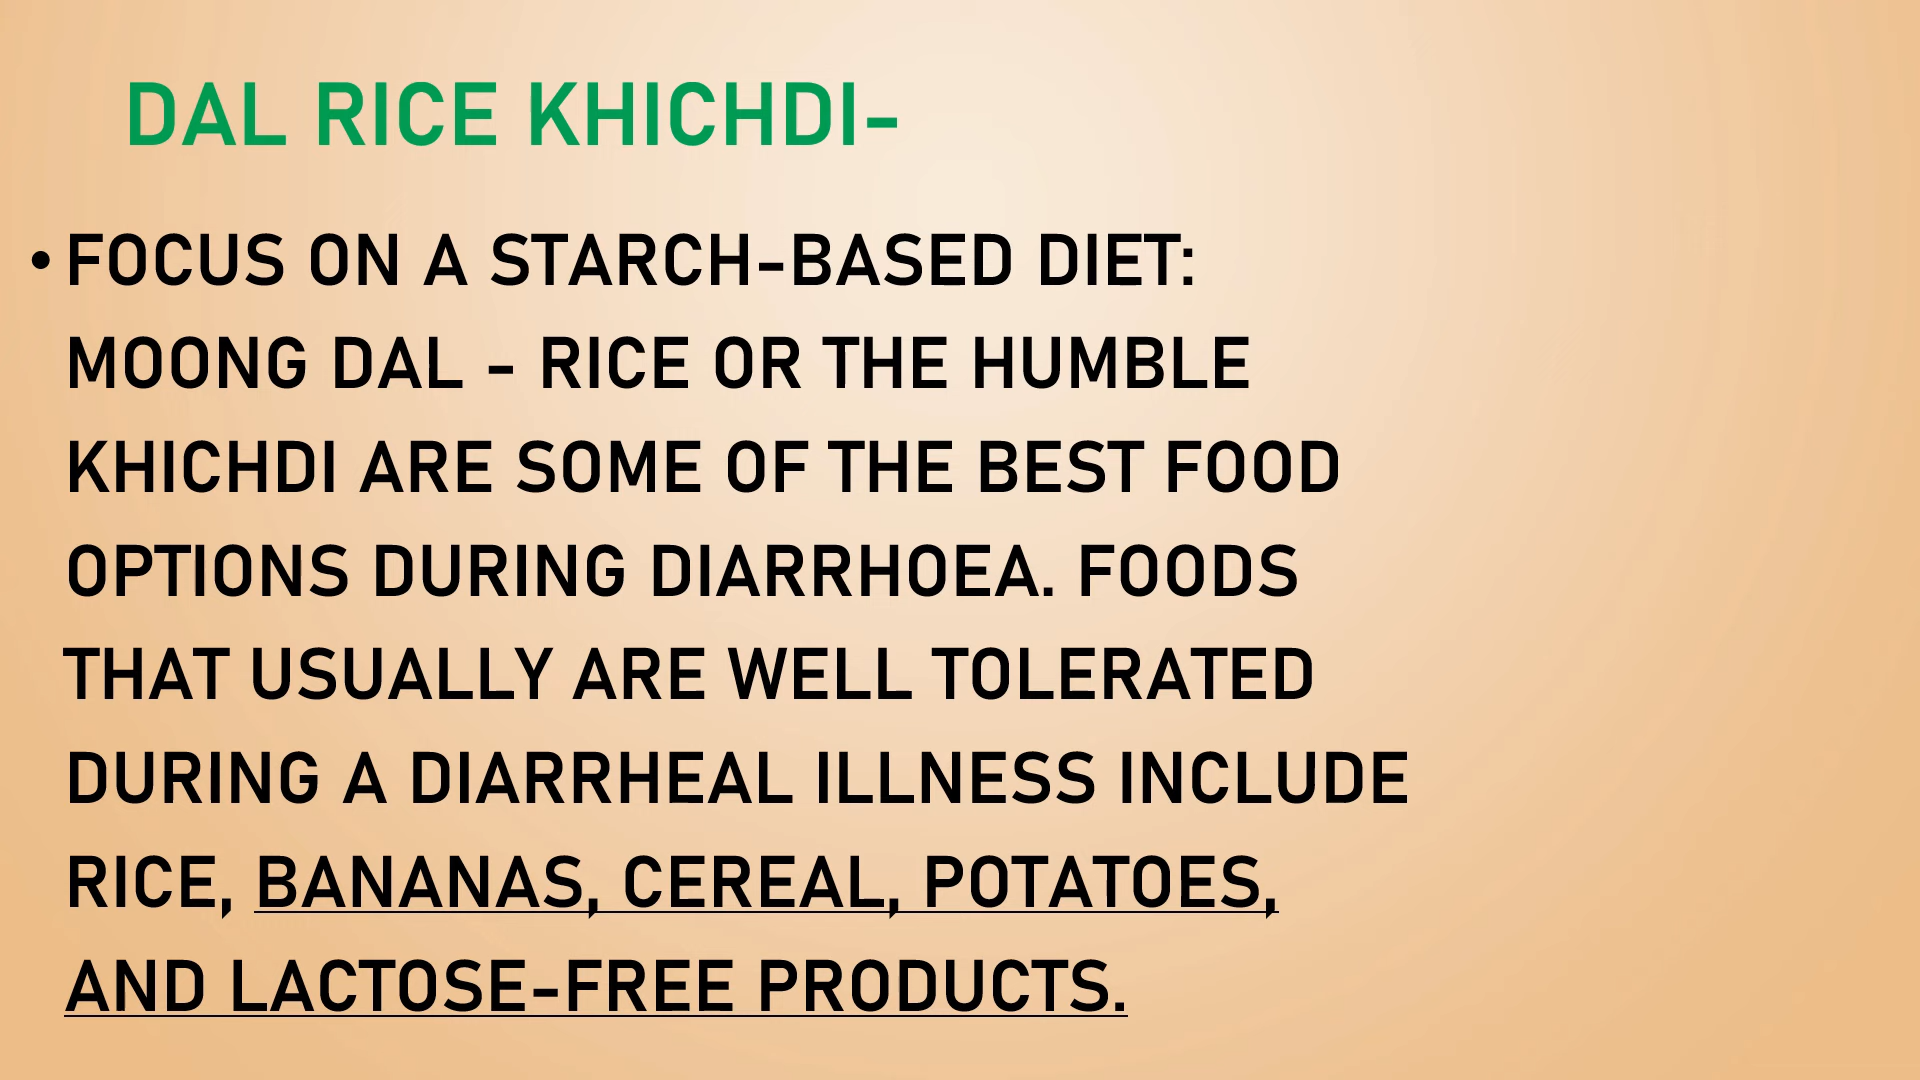 DAL RICE KHICHDI-
• FOCUS ON A STARCH-BASED DIET:
MOONG DAL - RICE OR THE HUMBLE
KHICHDI ARE SOME OF THE BEST FOOD
OPTIONS DURING DIARRHOEA. FOODS
THAT USUALLY ARE WELL TOLERATED
DURING A DIARRHEAL ILLNESS INCLUDE
RICE, BANANAS, CEREAL, POTATOES,
AND LACTOSE-FREE PRODUCTS.